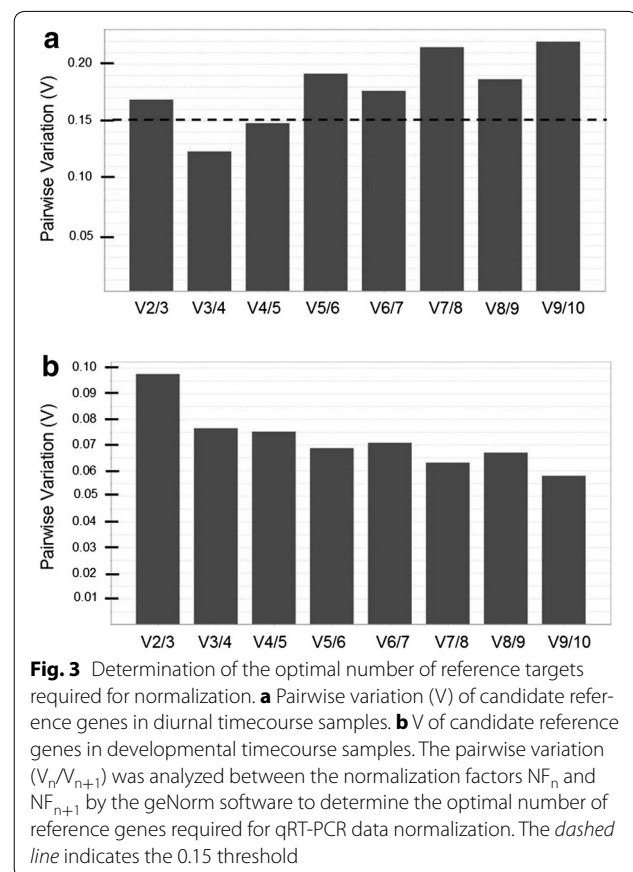 a
Pairwise Variation (V)
0.20
0.15
0.10
0.05
V2/3 V3/4 V4/5 V5/6 V6/7 V7/8 V8/9 V9/10
b
Pairwise Variation (V)
0.10
0.09
0.08
0.07
0.06
0.05
0.04
0.03
0.02
0.01
V2/3 V3/4 V4/5 V5/6 V6/7 V7/8 V8/9 V9/10
Fig. 3 Determination of the optimal number of reference targets
required for normalization. a Pairwise variation (V) of candidate refer-
ence genes in diurnal timecourse samples. b V of candidate reference
genes in developmental timecourse samples. The pairwise variation
(Vn/Vn+1) was analyzed between the normalization factors NFn and
NFn+1 by the geNorm software to determine the optimal number of
reference genes required for qRT-PCR data normalization. The dashed
line indicates the 0.15 threshold